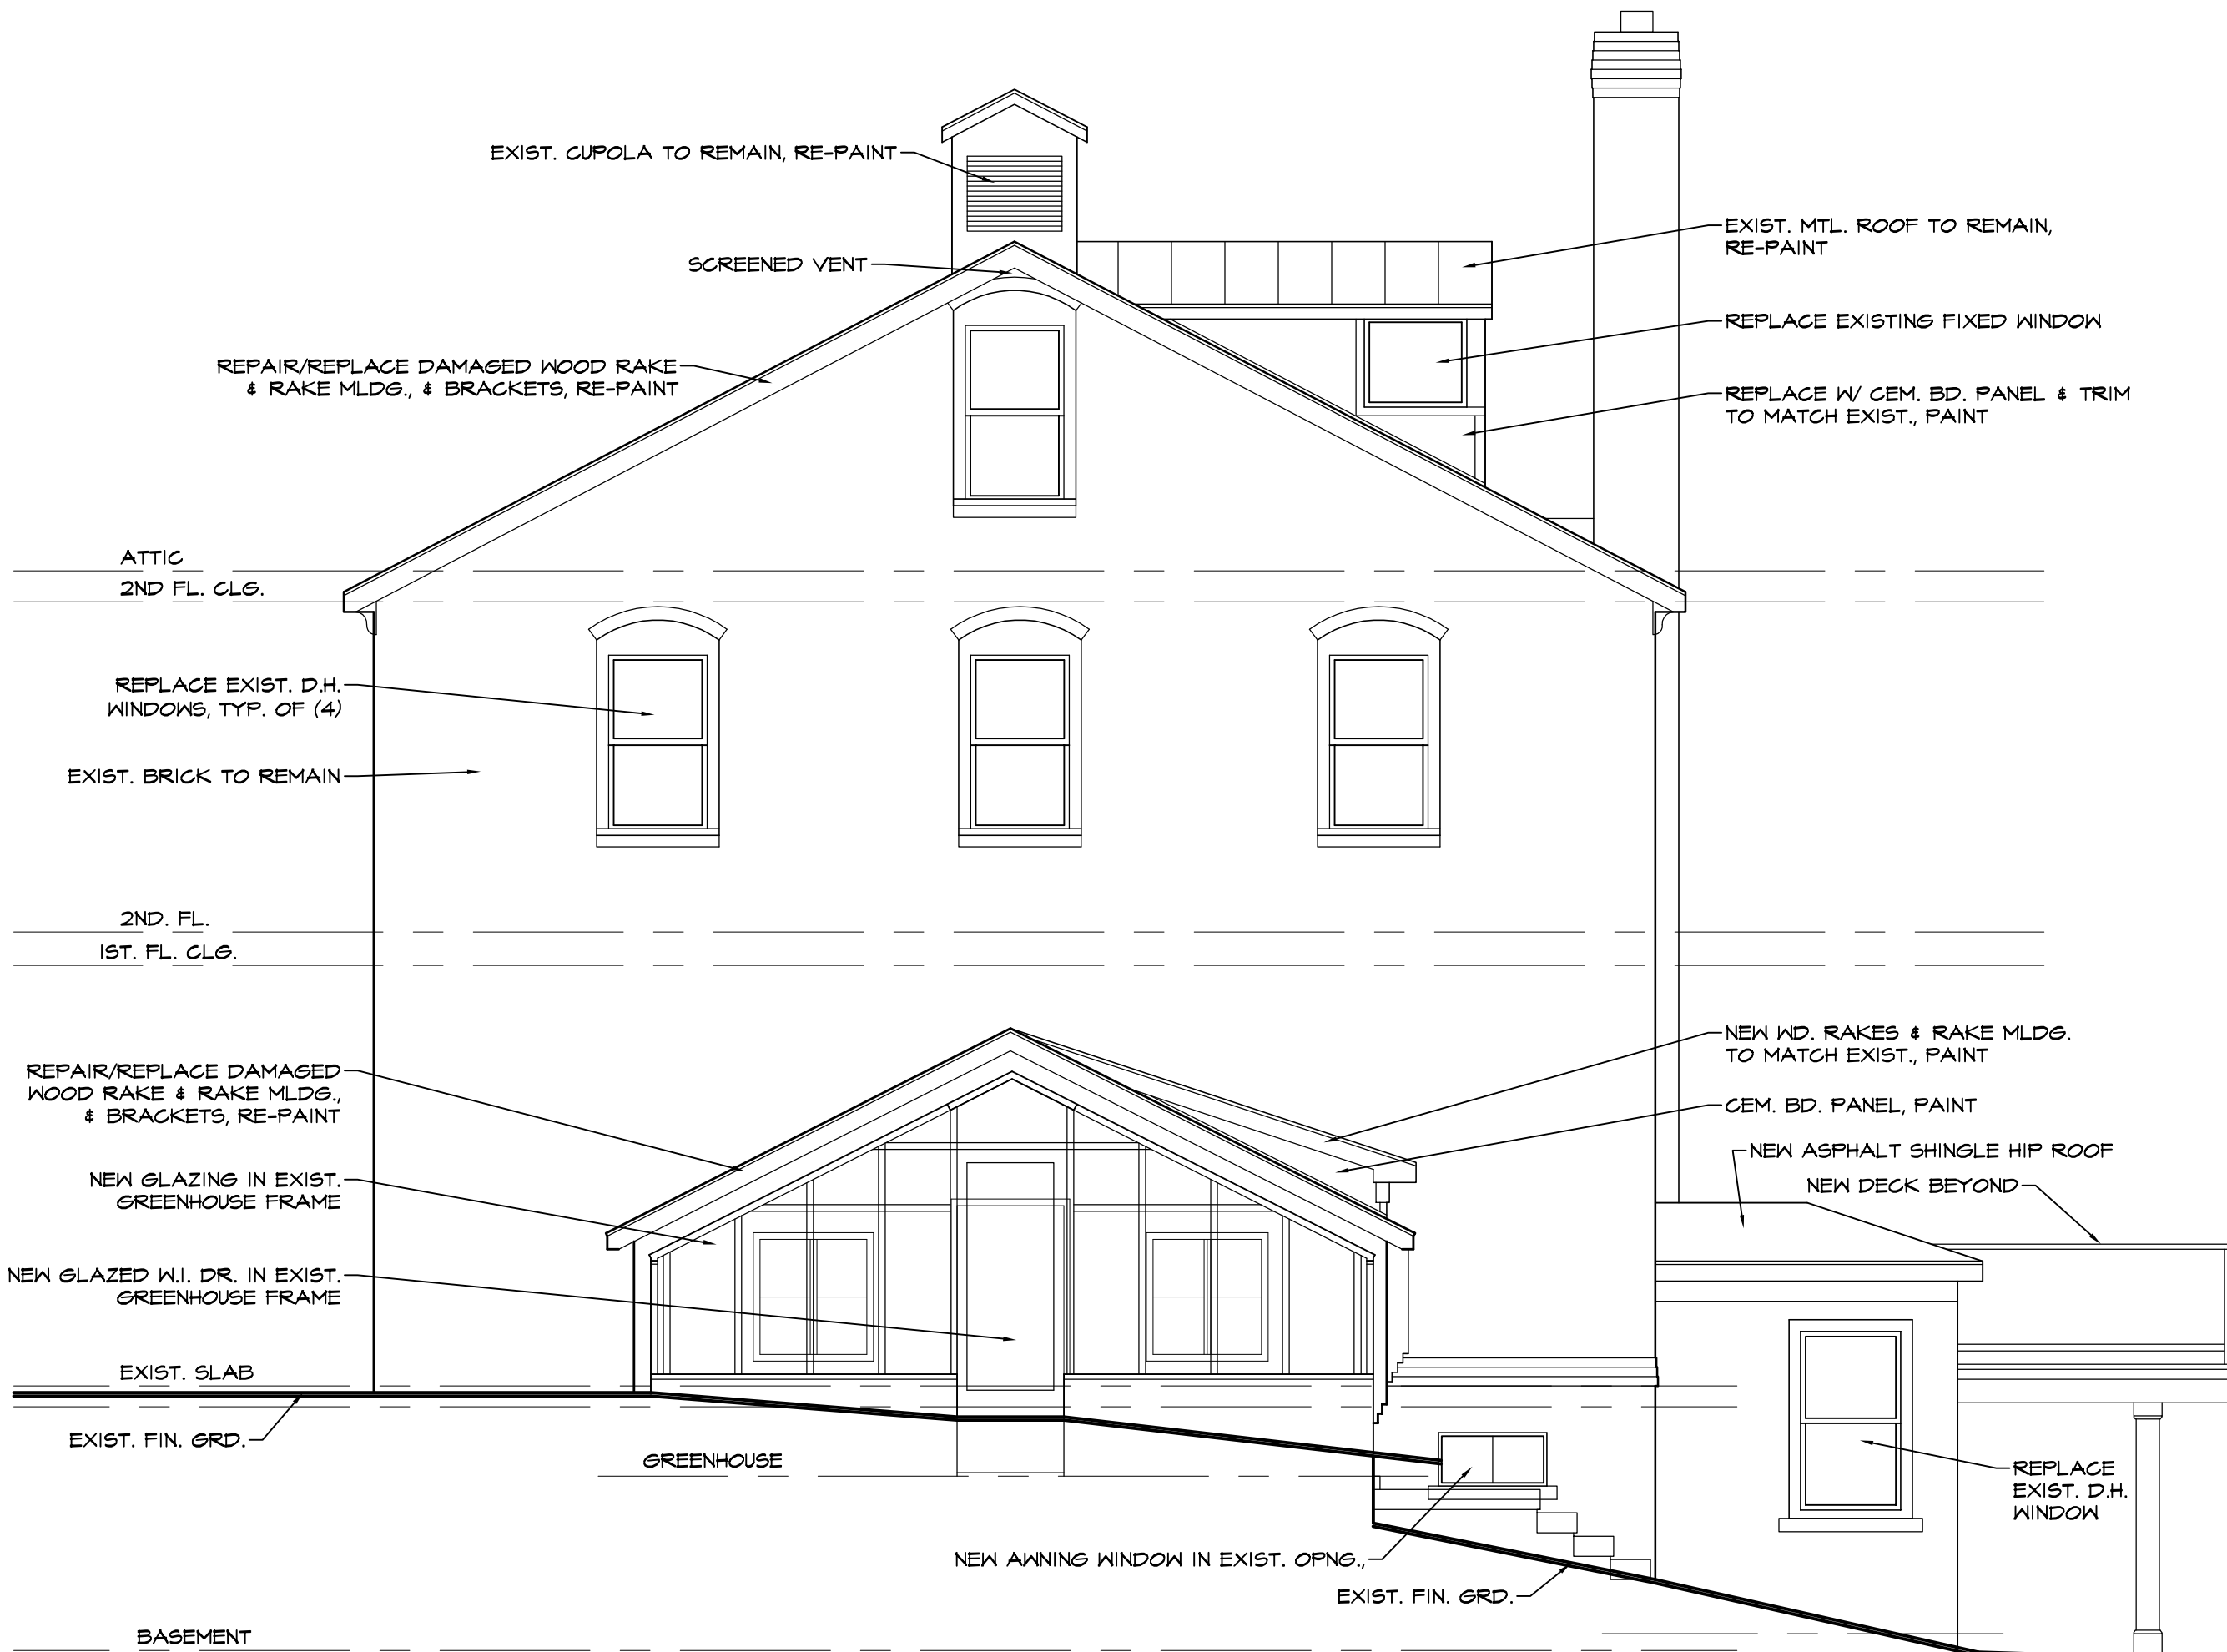 EXIST. CUPOLA TO REMAIN, RE-PAINT
EXIST. MTL. ROOF TO REMAIN,
RE-PAINT
SCREENED VENT
REPLACE EXISTING FIXED WINDOW
REPAIR/REPLACE DAMAGED WOOD RAKE
& RAKE MLDG., & BRACKETS, RE-PAINT
REPLACE W/ CEM. BD. PANEL & TRIM
TO MATCH EXIST., PAINT
ATTIC
2ND FL. CLG.
REPLACE EXIST. D.H.
WINDOWS, TYP. OF (4)
EXIST. BRICK TO REMAIN
2ND. FL.
1ST. FL. CLG.
NEW WD. RAKES & RAKE MLDG.
TO MATCH EXIST., PAINT
REPAIR/REPLACE DAMAGED
WOOD RAKE & RAKE MLDG.,
& BRACKETS, RE-PAINT
CEM. BD. PANEL, PAINT
NEW ASPHALT SHINGLE HIP ROOF
NEW GLAZING IN EXIST.
GREENHOUSE FRAME
NEW DECK BEYOND
NEW GLAZED W.I. DR. IN EXIST.
GREENHOUSE FRAME
EXIST. SLAB
EXIST. FIN. GRD.
GREENHOUSE
REPLACE
EXIST. D.H.
WINDOW
NEW AWNING WINDOW IN EXIST. OPNG.,
EXIST. FIN. GRD.
BASEMENT